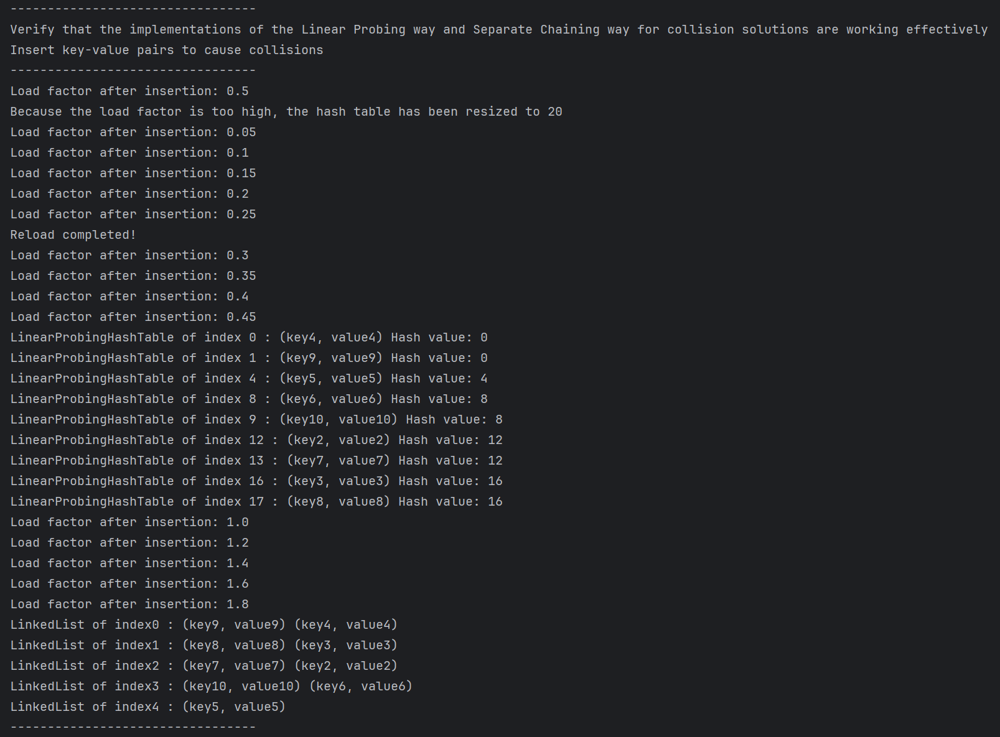 ---------------------------------
Verify that the implementations of the Linear Probing way and Separate Chaining way for collision solutions are working effectively
Insert key-value pairs to cause collisions
---------------------------------
Load factor after insertion: 0.5
Because the load factor is too high, the hash table has been resized to 20
Load factor after insertion: 0.05
Load factor after insertion: 0.1
Load factor after insertion: 0.15
Load factor after insertion: 0.2
Load factor after insertion: 0.25
Reload completed!
Load factor after insertion: 0.3
Load factor after insertion: 0.35
Load factor after insertion: 0.4
Load factor after insertion: 0.45
LinearProbingHashTable of index 0 : (key4, value4) Hash value: 0
LinearProbingHashTable of index 1 : (key9, value9) Hash value: 0
LinearProbingHashTable of index 4 : (key5, value5) Hash value: 4
LinearProbingHashTable of index 8 : (key6, value6) Hash value: 8
LinearProbingHashTable of index 9 : (key10, value10) Hash value: 8
LinearProbingHashTable of index 12 : (key2, value2) Hash value: 12
LinearProbingHashTable of index 13 : (key7, value7) Hash value: 12
LinearProbingHashTable of index 16 : (key3, value3) Hash value: 16
LinearProbingHashTable of index 17 : (key8, value8) Hash value: 16
Load factor after insertion: 1.0
Load factor after insertion: 1.2
Load factor after insertion: 1.4
Load factor after insertion: 1.6
Load factor after insertion: 1.8
LinkedList of index0 : (key9, value9) (key4, value4)
LinkedList of index1 : (key8, value8) (key3, value3)
LinkedList of index2 : (key7, value7) (key2, value2)
LinkedList of index3 : (key10, value10) (key6, value6)
LinkedList of index4 : (key5, value5)
---------------------------------